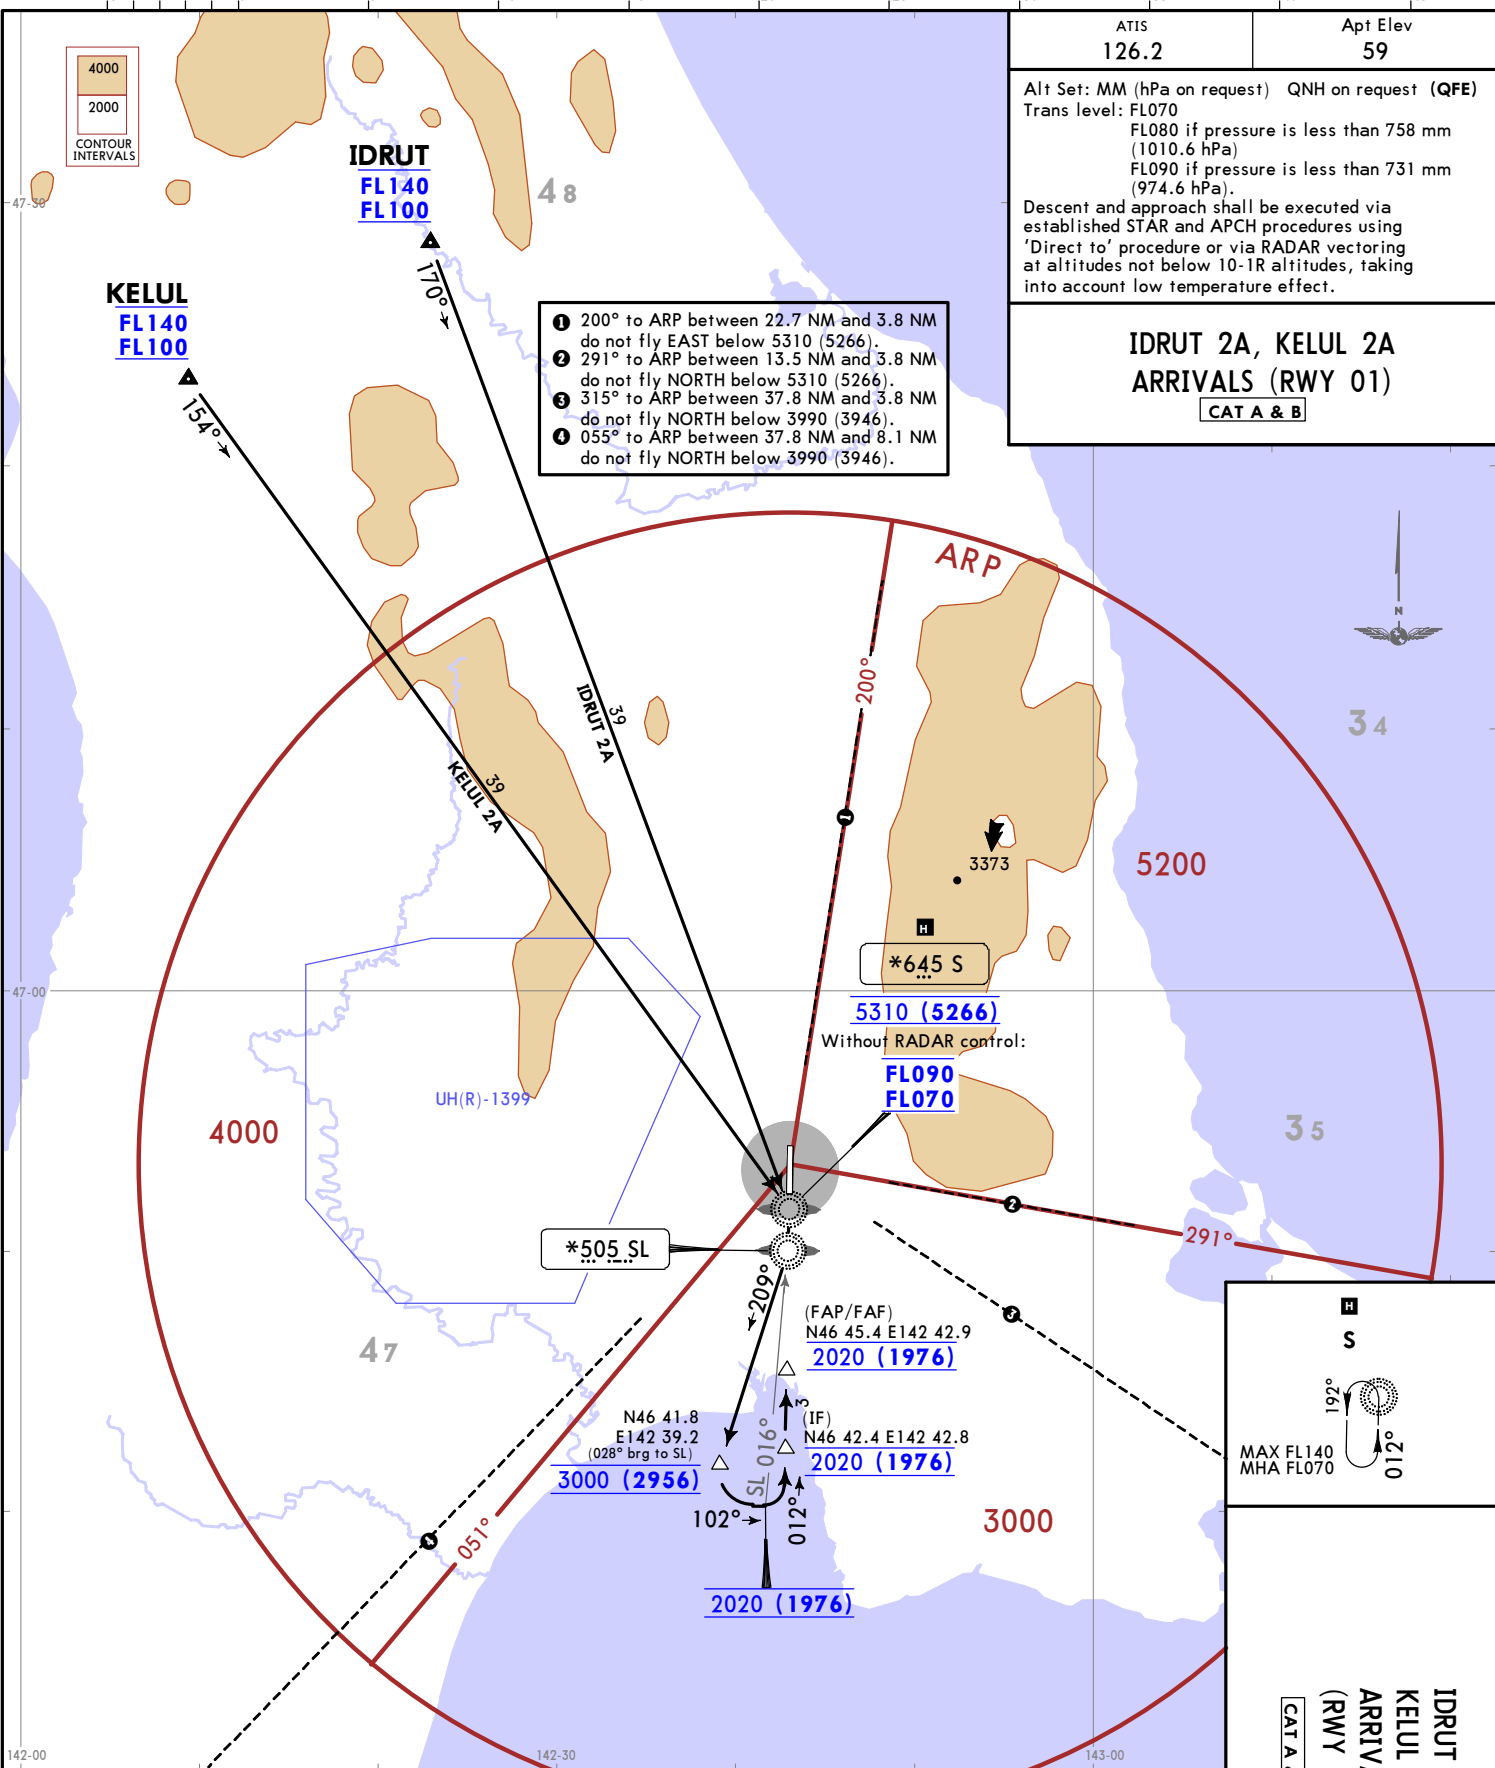 ATIS
126.2
Apt Elev
59
Alt Set: MM (hPa on request) QNH on request (QFE)
Trans level: FL070
FL080 if pressure is less than 758 mm
(1010.6 hPa)
FL090 if pressure is less than 731 mm
(974.6 hPa).
Descent and approach shall be executed via
established STAR and APCH procedures using
'Direct to' procedure or via RADAR vectoring
at altitudes not below 10-1R altitudes, taking
into account low temperature effect.
IDRUT 2A, KELUL 2A
ARRIVALS (RWY 01)
CAT A & B
4000
2000
CONTOUR
INTERVALS
IDRUT
FL140
FL100
48
47-30
170°
KELUL
FL140
FL100
154°
1 200° to ARP between 22.7 NM and 3.8 NM
do not fly EAST below 5310 (5266).
2 291° to ARP between 13.5 NM and 3.8 NM
do not fly NORTH below 5310 (5266).
3 315° to ARP between 37.8 NM and 3.8 NM
do not fly NORTH below 3990 (3946).
4 055° to ARP between 37.8 NM and 8.1 NM
do not fly NORTH below 3990 (3946).
ARP
N
200°
39
IDRUT 2A
39
KELUL 2A
34
1
3373
5200
H
*645 S
47-00
5310 (5266)
Without RADAR control:
FL090
FL070
UH(R)-1399
4000
35
2
291°
*505 SL
209°
3
(FAP/FAF)
N46 45.4 E142 42.9
2020 (1976)
47
3
(IF)
N46 42.4 E142 42.8
2020 (1976)
N46 41.8
E142 39.2
(028° brg to SL)
3000 (2956)
SL 016°
102°
012°
3000
4
051°
2020 (1976)
H
S
192°
012°
MAX FL140
MHA FL070
142-00
142-30
143-00
IDRUT
KELUL
ARRIVA
(RWY
CAT A